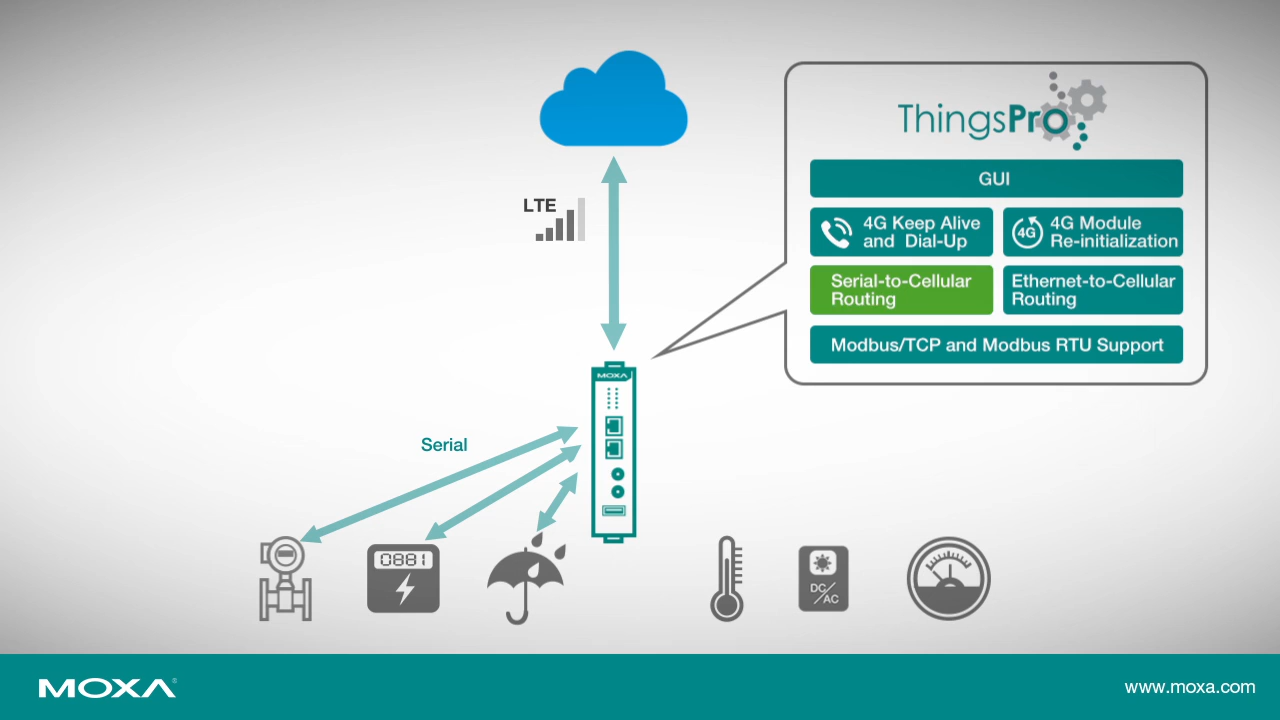 ThingsPro
GUI
4G Keep Alive
and Dial-Up
4G
4G Module
Re-initialization
Serial-to-Cellular
Routing
Ethernet-to-Cellular
Routing
Modbus/TCP and Modbus RTU Support
LTE
MOXA
Serial
0881
DC/
AC
MOXA®
www.moxa.com